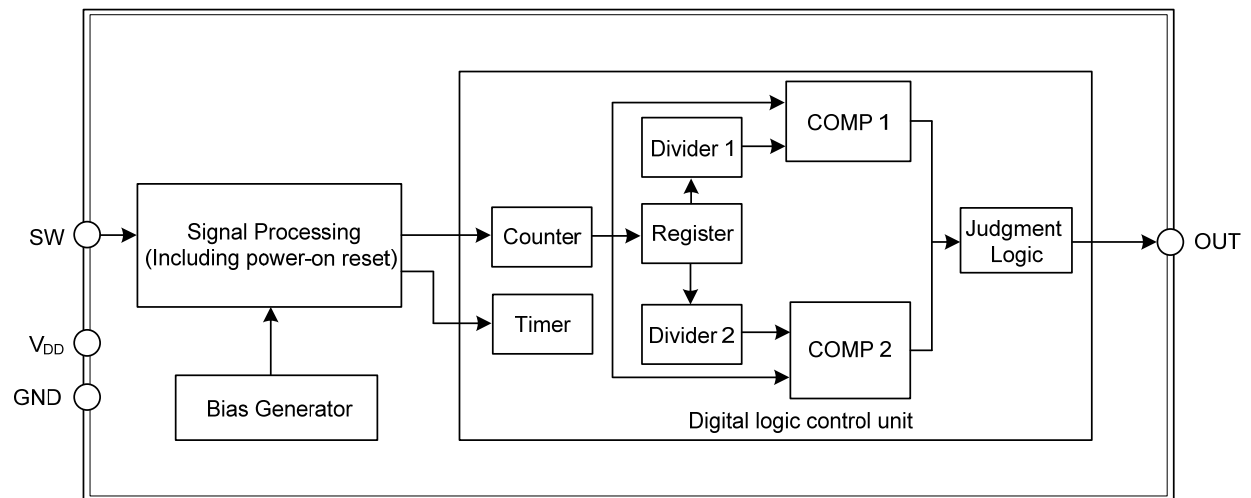 COMP 1
Divider 1
SW
Signal Processing
(Including power-on reset)
Counter
Register
Judgment
Logic
OUT
Timer
Divider 2
COMP 2
VDD
GND
Bias Generator
Digital logic control unit